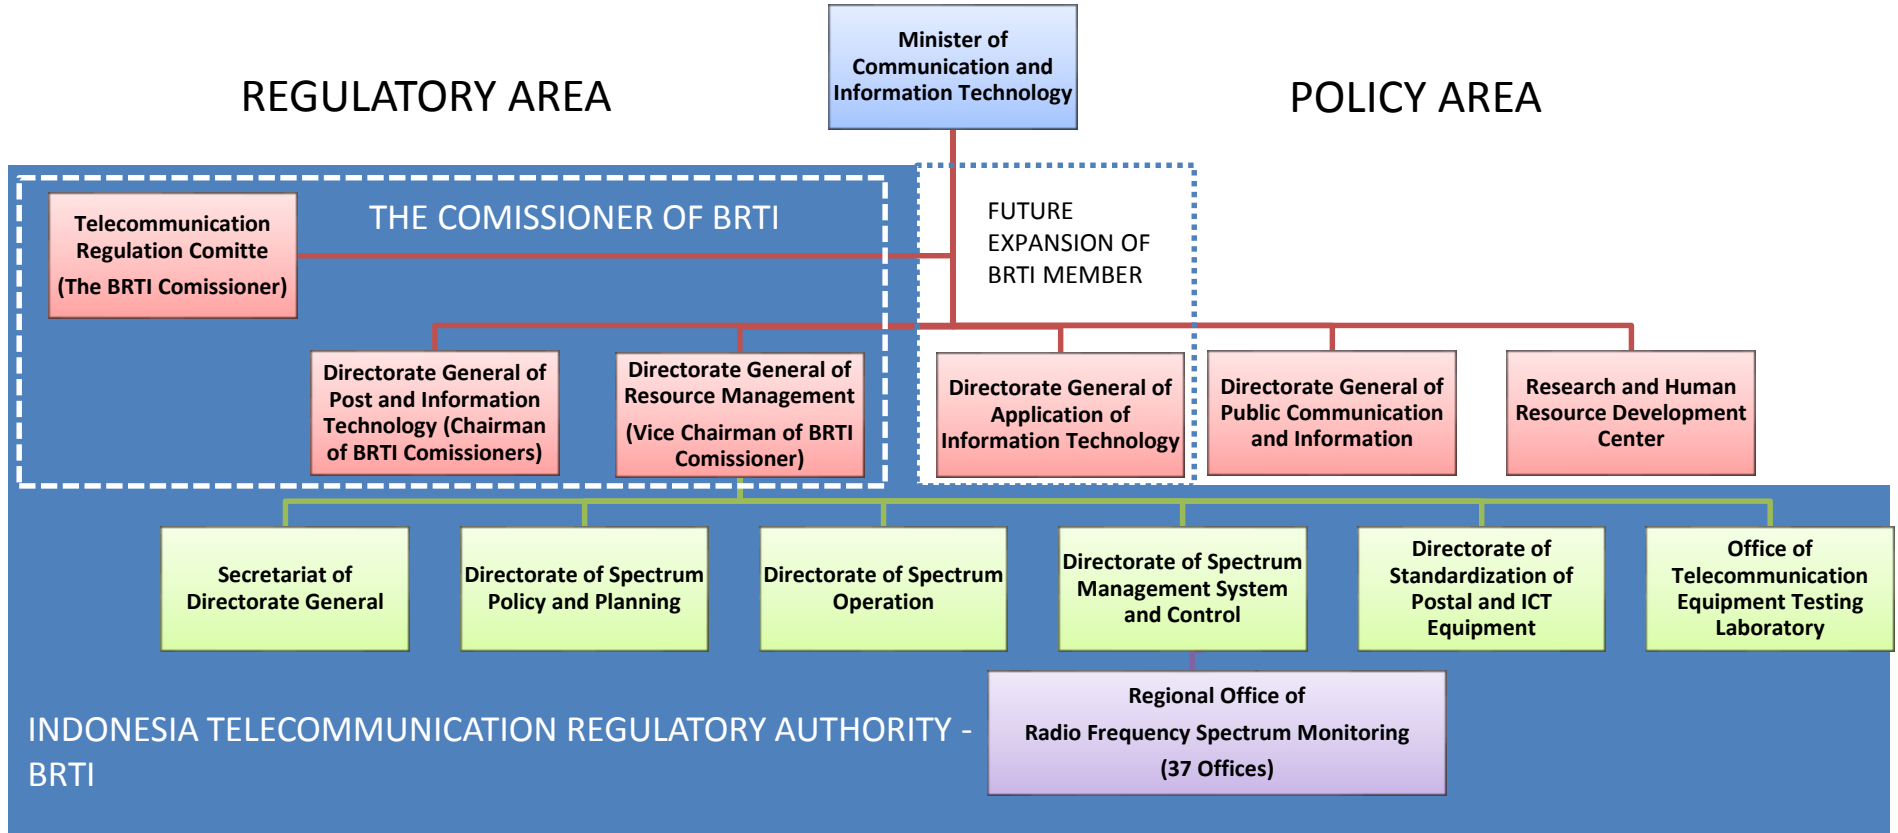 Minister of
Communication and
Information Technology
REGULATORY AREA
POLICY AREA
Telecommunication
Regulation Comitte
(The BRTI Comissioner)
THE COMISSIONER OF BRTI
FUTURE
EXPANSION OF
BRTI MEMBER
Directorate General of
Post and Information
Technology (Chairman
of BRTI Comissioners)
Directorate General of
Resource Management
(Vice Chairman of BRTI
Comissioner)
Directorate General of
Application of
Information Technology
Directorate General of
Public Communication
and Information
Research and Human
Resource Development
Center
Secretariat of
Directorate General
Directorate of Spectrum
Policy and Planning
Directorate of Spectrum
Operation
Directorate of Spectrum
Management System
and Control
Directorate of
Standardization of
Postal and ICT
Equipment
Office of
Telecommunication
Equipment Testing
Laboratory
INDONESIA TELECOMMUNICATION REGULATORY AUTHORITY -
BRTI
Regional Office of
Radio Frequency Spectrum Monitoring
(37 Offices)